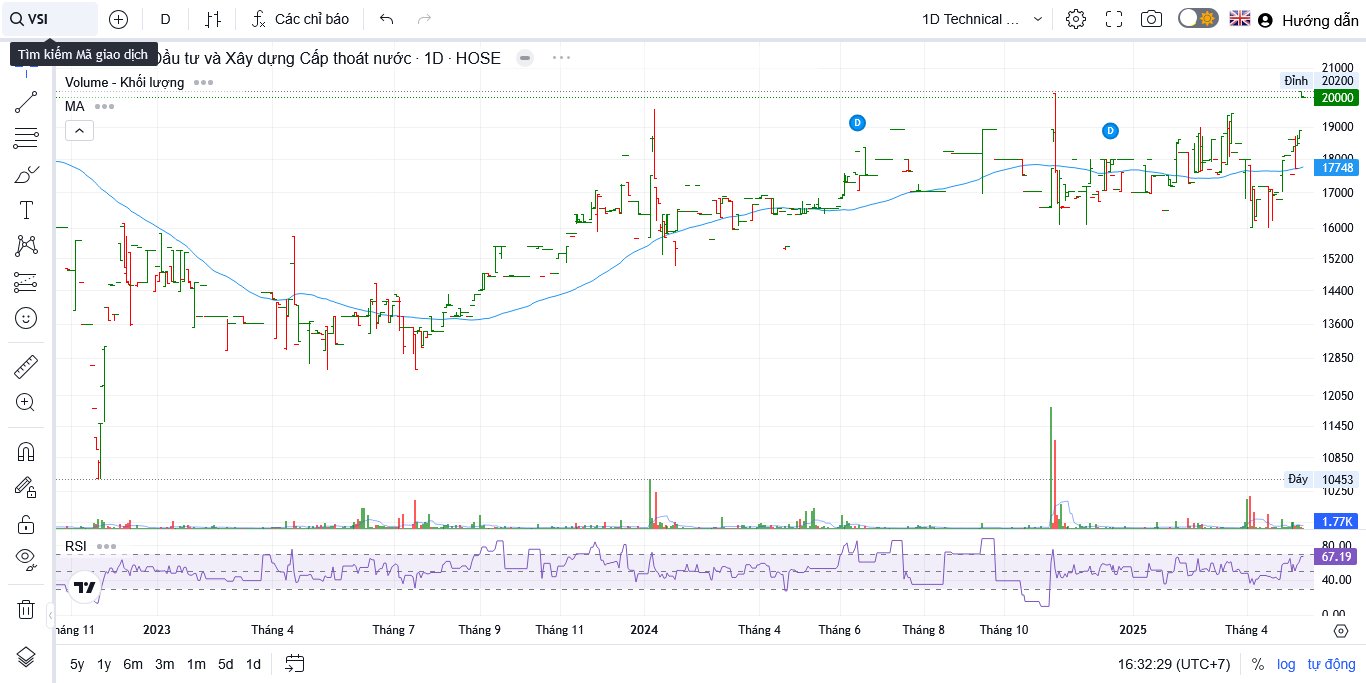 VSI
D
Các chỉ báo
1D Technical ...
Hướng dẫn
Tìm kiếm Mã giao dịch
Đầu tư và Xây dựng Cấp thoát nước · 1D · HOSE
Volume - Khối lượng
MA
21000
Đỉnh 20200
20000
19000
18000
17748
17000
16000
15200
14400
13600
12850
12050
11450
10850
Đáy 10453
10250
1.77K
D
D
RSI
80.00
67.19
40.00
0.00
háng 11 2023 Tháng 4 Tháng 7 Tháng 9 Tháng 11 2024 Tháng 4 Tháng 6 Tháng 8 Tháng 10 2025 Tháng 4
5y 1y 6m 3m 1m 5d 1d
16:32:29 (UTC+7) % log tự động